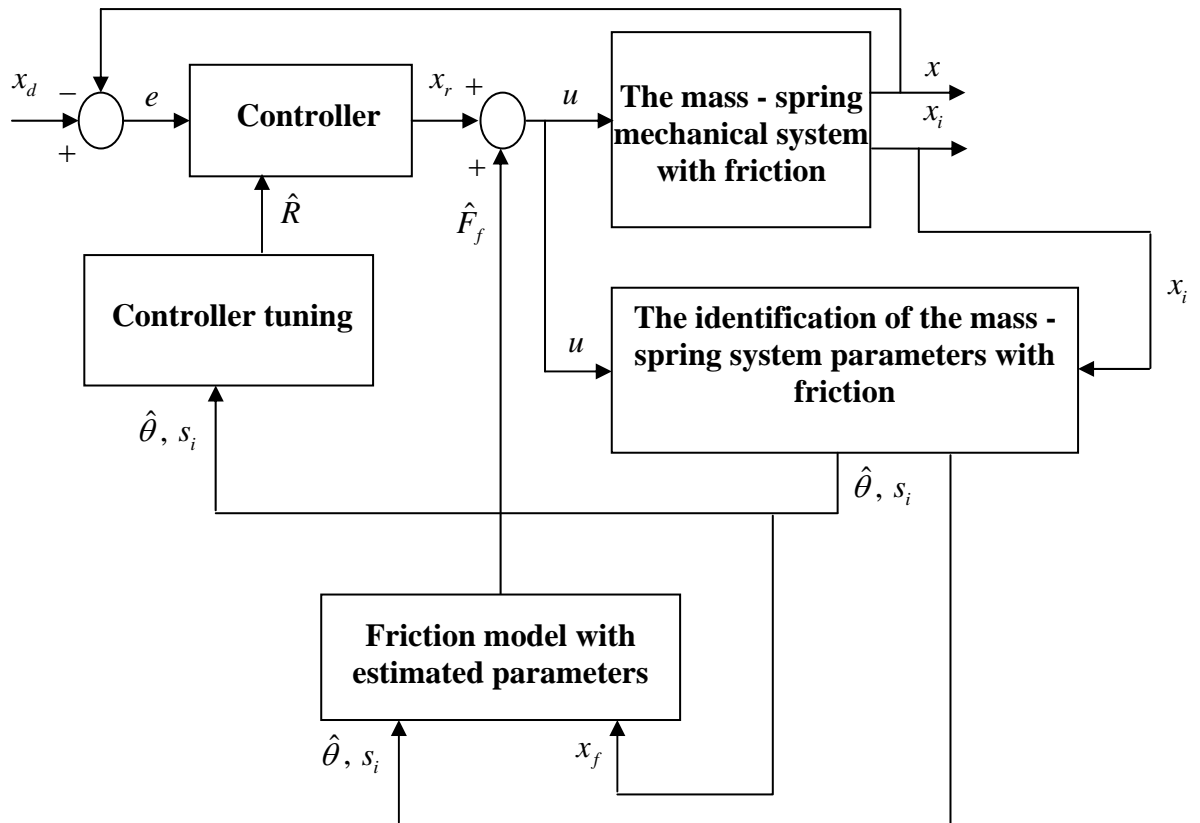 x_d
−
+
e
Controller
x_r
+
+
u
The mass - spring
mechanical system
with friction
x
x_i
R̂
F̂_f
Controller tuning
u
The identification of the mass -
spring system parameters with
friction
x_i
θ̂, s_i
θ̂, s_i
Friction model with
estimated parameters
θ̂, s_i
x_f